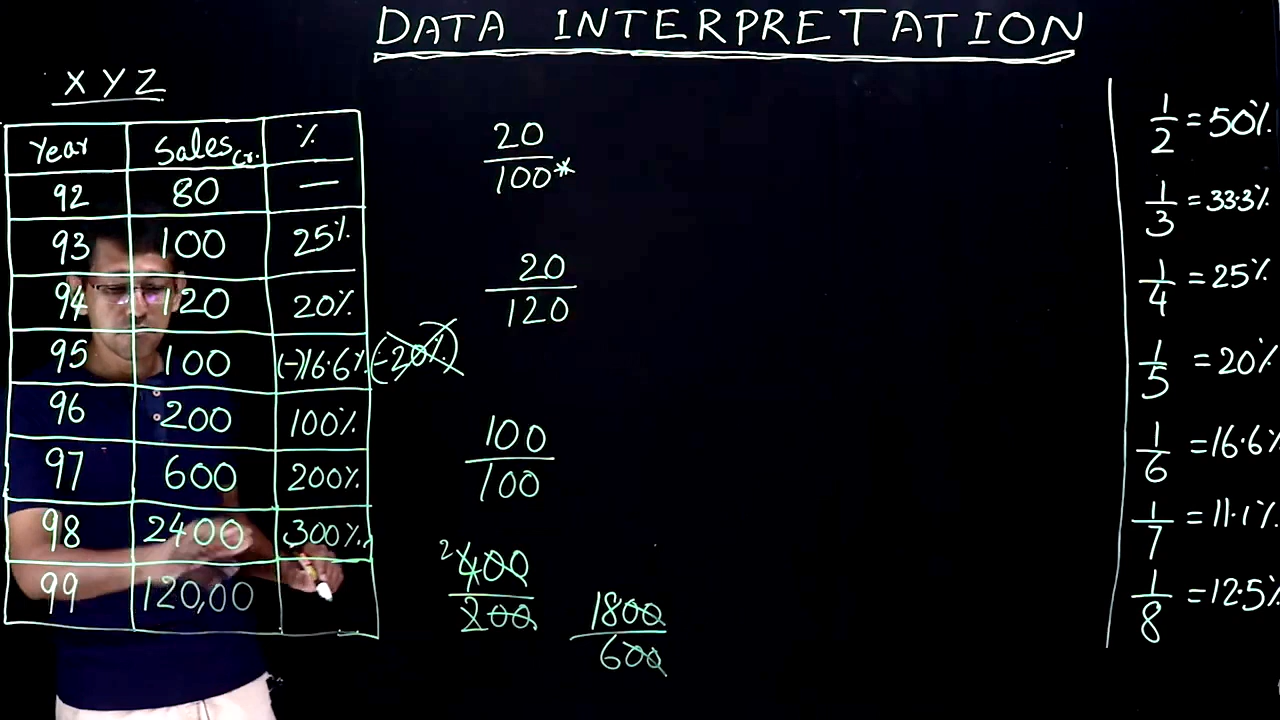 DATA INTERPRETATION
X Y Z
Year Sales Cr. %
92 80 —
93 100 25%
94 120 20%
95 100 (-)16.6% (-20%)
96 200 100%
97 600 200%
98 2400 300%
99 120,00
20
100*
20
120
100
100
2 400
200
1800
600
1/2 = 50%
1/3 = 33.3%
1/4 = 25%
1/5 = 20%
1/6 = 16.6%
1/7 = 11.1%
1/8 = 12.5%